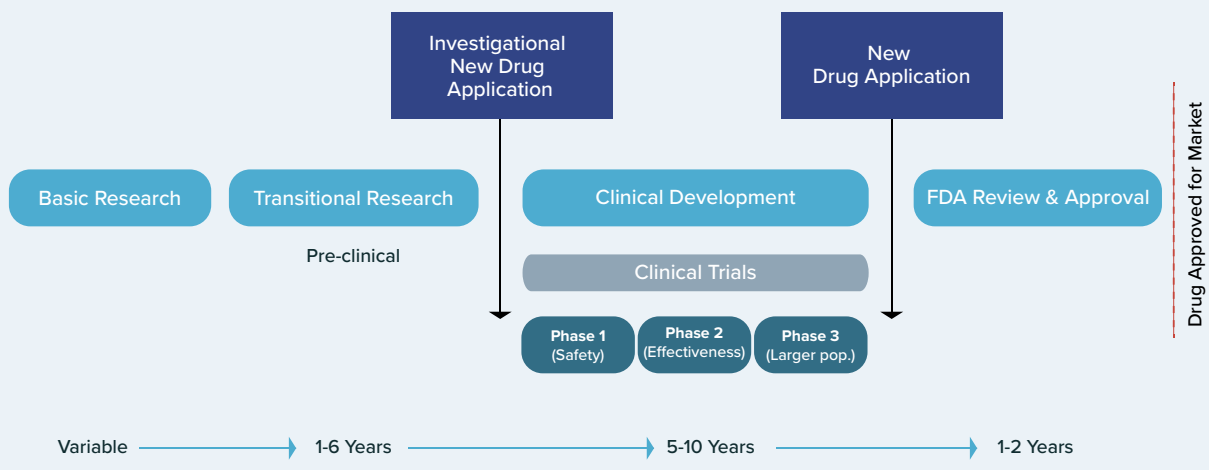 Investigational
New Drug
Application
New
Drug Application
Basic Research
Transitional Research
Clinical Development
FDA Review & Approval
Drug Approved for Market
Pre-clinical
Clinical Trials
Phase 1
(Safety)
Phase 2
(Effectiveness)
Phase 3
(Larger pop.)
Variable
1-6 Years
5-10 Years
1-2 Years